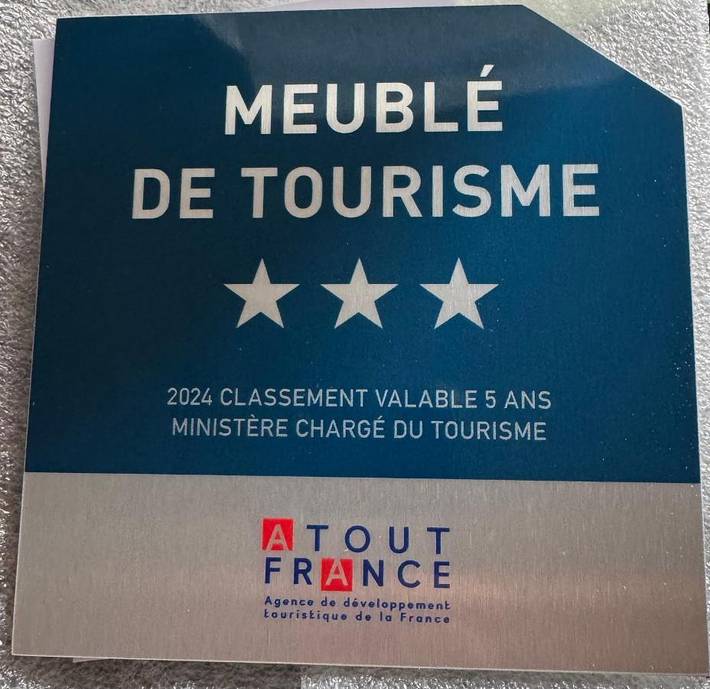 MEUBLÉ
DE TOURISME
2024 CLASSEMENT VALABLE 5 ANS
MINISTÈRE CHARGÉ DU TOURISME
ATOUT
FRANCE
Agence de développement
touristique de la France